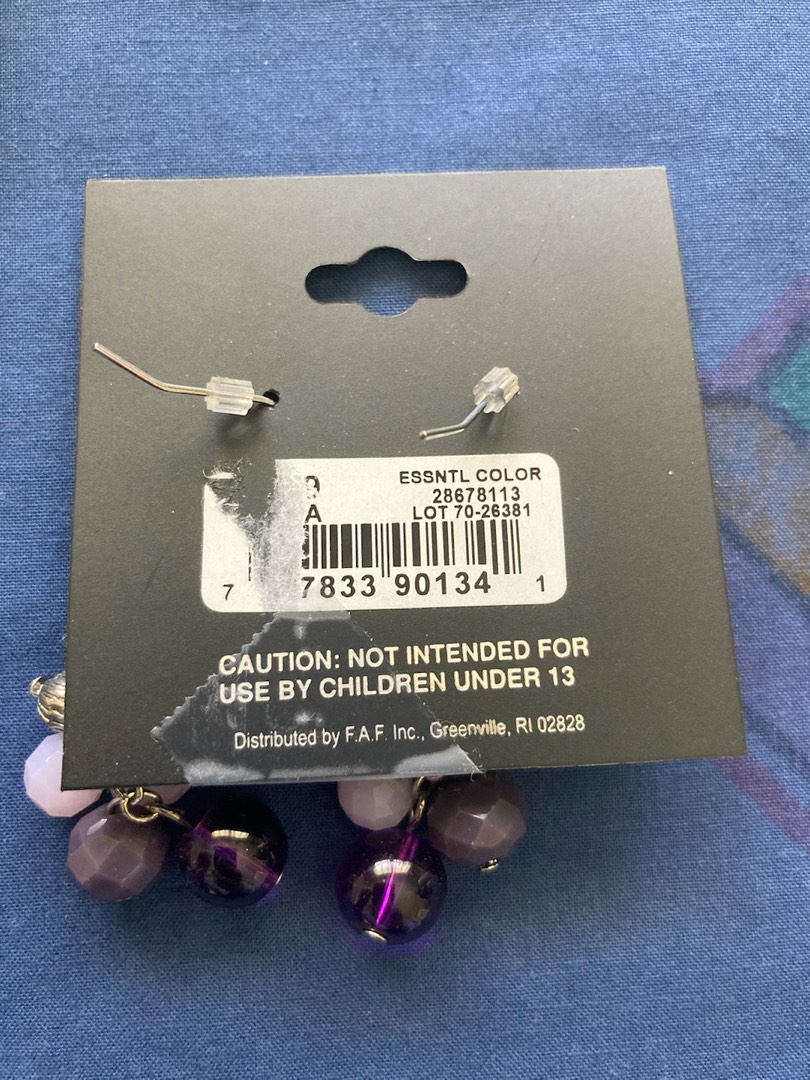 9 ESSNTL COLOR
28678113
A LOT 70-26381
7 7833 90134 1
CAUTION: NOT INTENDED FOR
USE BY CHILDREN UNDER 13
Distributed by F.A.F. Inc., Greenville, RI 02828